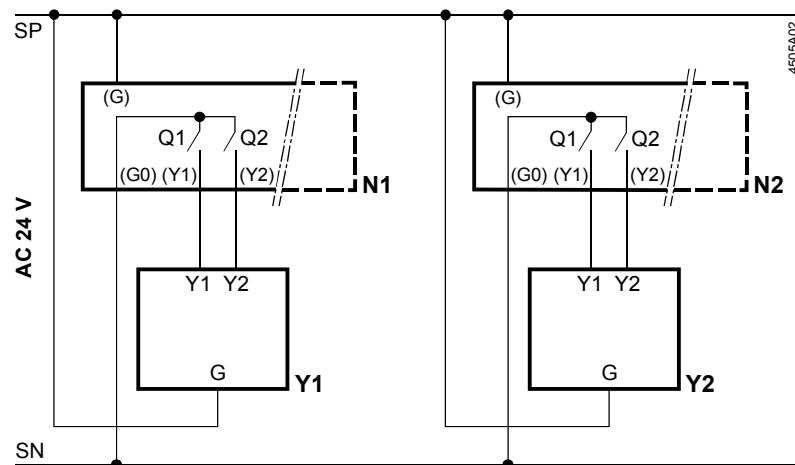 SP
4505A02
(G)
(G)
Q1 Q2
Q1 Q2
(G0) (Y1) (Y2)
N1
(G0) (Y1) (Y2)
N2
AC 24 V
Y1 Y2
Y1 Y2
G
Y1
G
Y2
SN